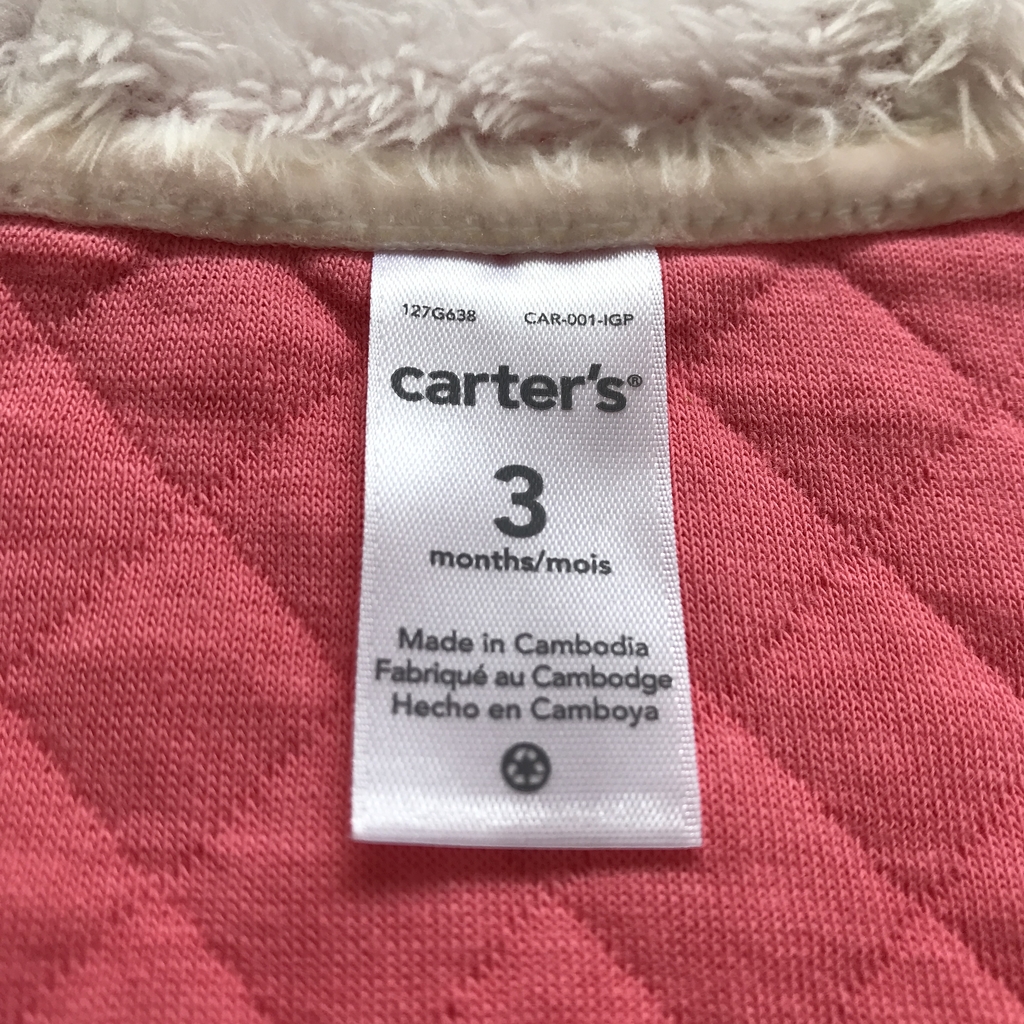 127G638 CAR-001-IGP
carter's®
3
months/mois
Made in Cambodia
Fabriqué au Cambodge
Hecho en Camboya